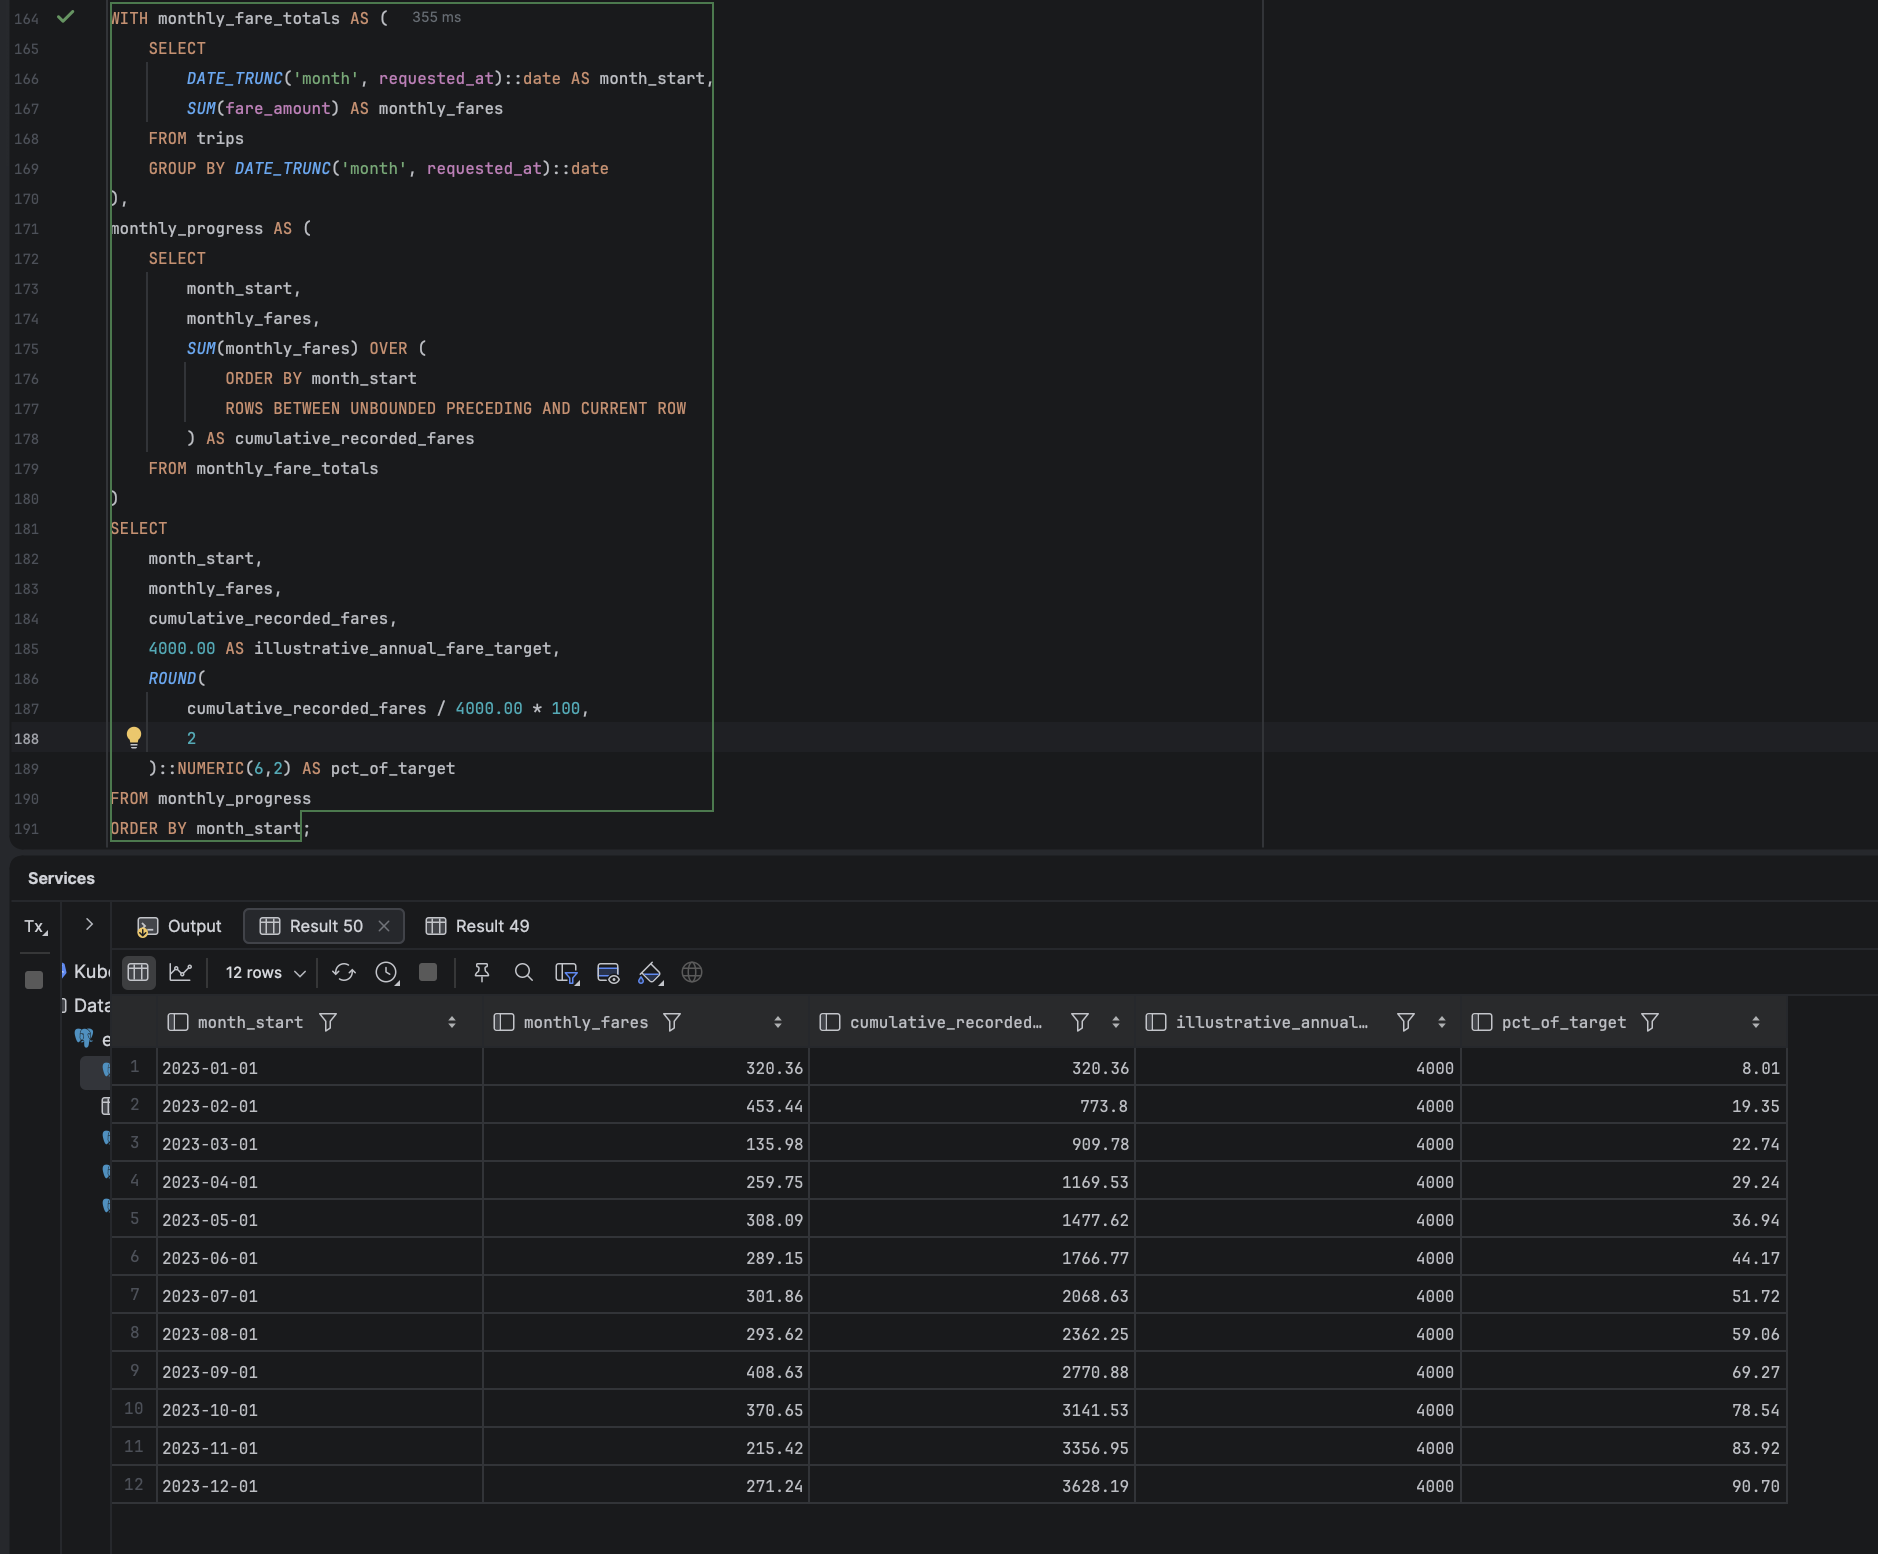 164 WITH monthly_fare_totals AS ( 355 ms
165 SELECT
166 DATE_TRUNC('month', requested_at)::date AS month_start,
167 SUM(fare_amount) AS monthly_fares
168 FROM trips
169 GROUP BY DATE_TRUNC('month', requested_at)::date
170 ),
171 monthly_progress AS (
172 SELECT
173 month_start,
174 monthly_fares,
175 SUM(monthly_fares) OVER (
176 ORDER BY month_start
177 ROWS BETWEEN UNBOUNDED PRECEDING AND CURRENT ROW
178 ) AS cumulative_recorded_fares
179 FROM monthly_fare_totals
180 )
181 SELECT
182 month_start,
183 monthly_fares,
184 cumulative_recorded_fares,
185 4000.00 AS illustrative_annual_fare_target,
186 ROUND(
187 cumulative_recorded_fares / 4000.00 * 100,
188 2
189 )::NUMERIC(6,2) AS pct_of_target
190 FROM monthly_progress
191 ORDER BY month_start;
Services
Tx Output Result 50 Result 49
Kub 12 rows
Data
month_start monthly_fares cumulative_recorded… illustrative_annual… pct_of_target
1 2023-01-01 320.36 320.36 4000 8.01
2 2023-02-01 453.44 773.8 4000 19.35
3 2023-03-01 135.98 909.78 4000 22.74
4 2023-04-01 259.75 1169.53 4000 29.24
5 2023-05-01 308.09 1477.62 4000 36.94
6 2023-06-01 289.15 1766.77 4000 44.17
7 2023-07-01 301.86 2068.63 4000 51.72
8 2023-08-01 293.62 2362.25 4000 59.06
9 2023-09-01 408.63 2770.88 4000 69.27
10 2023-10-01 370.65 3141.53 4000 78.54
11 2023-11-01 215.42 3356.95 4000 83.92
12 2023-12-01 271.24 3628.19 4000 90.70